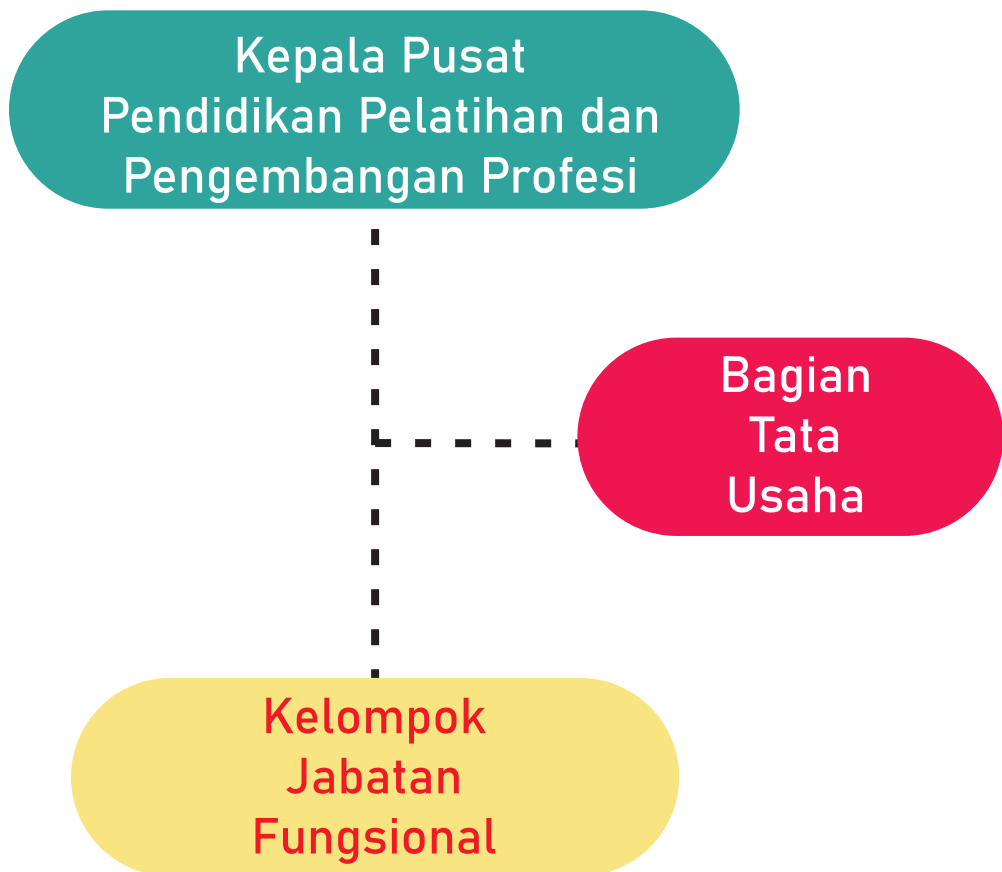 Kepala Pusat
Pendidikan Pelatihan dan
Pengembangan Profesi
Bagian
Tata
Usaha
Kelompok
Jabatan
Fungsional